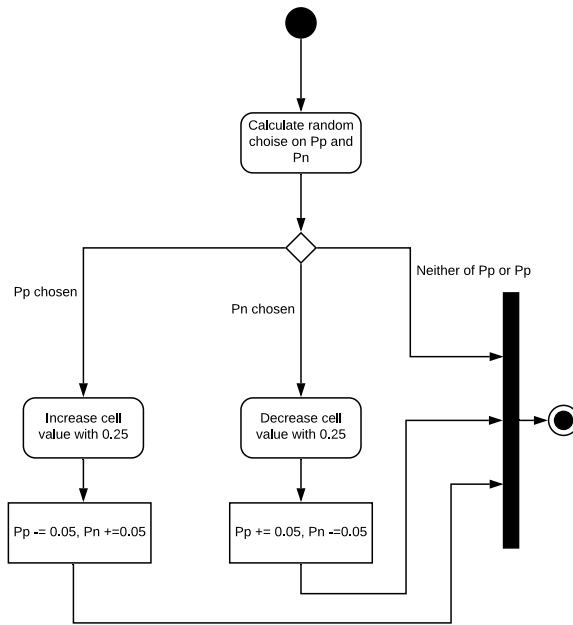 Calculate random
choise on Pp and
Pn
Neither of Pp or Pp
Pp chosen
Pn chosen
Increase cell
value with 0.25
Decrease cell
value with 0.25
Pp -= 0.05, Pn +=0.05
Pp += 0.05, Pn -=0.05